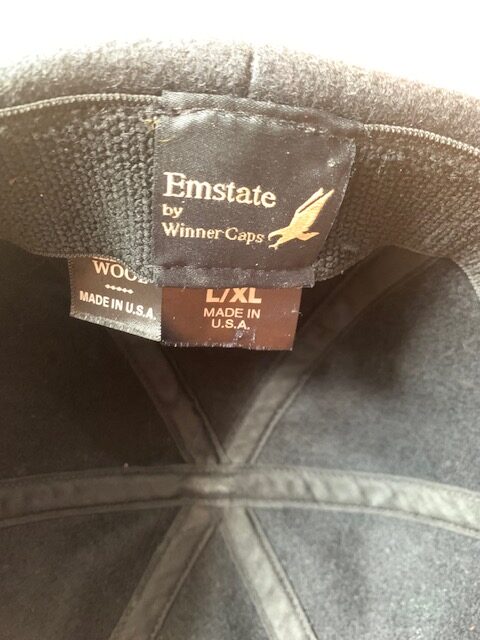 Emstate
by
Winner Caps
WOOL
MADE IN U.S.A.
L/XL
MADE IN
U.S.A.